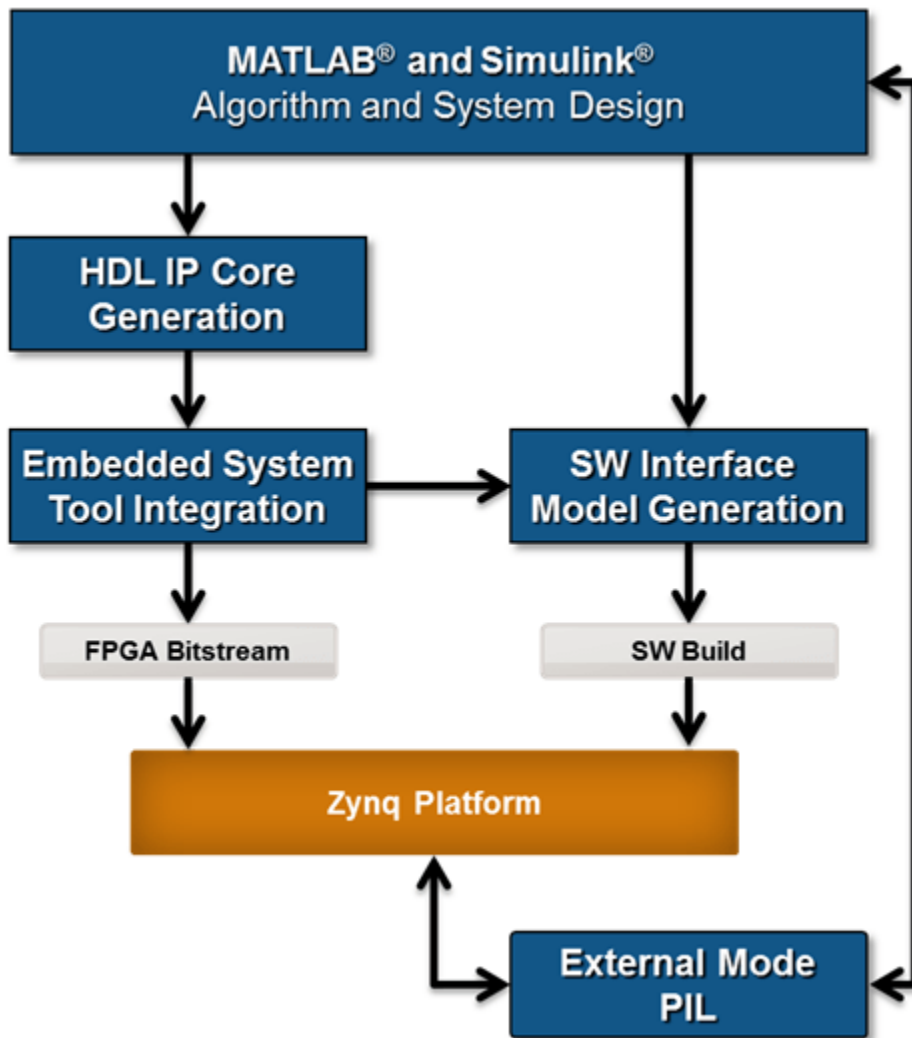 MATLAB® and Simulink®
Algorithm and System Design
HDL IP Core
Generation
Embedded System
Tool Integration
SW Interface
Model Generation
FPGA Bitstream
SW Build
Zynq Platform
External Mode
PIL